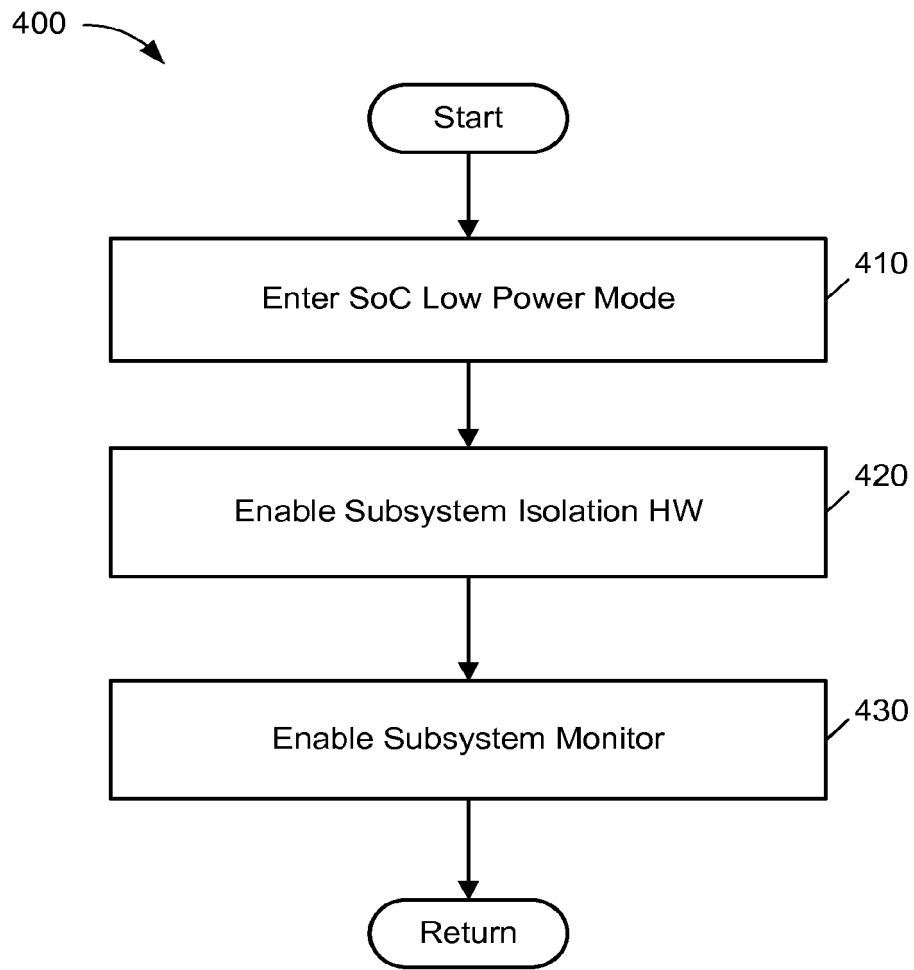 400
Start
Enter SoC Low Power Mode
410
Enable Subsystem Isolation HW
420
Enable Subsystem Monitor
430
Return